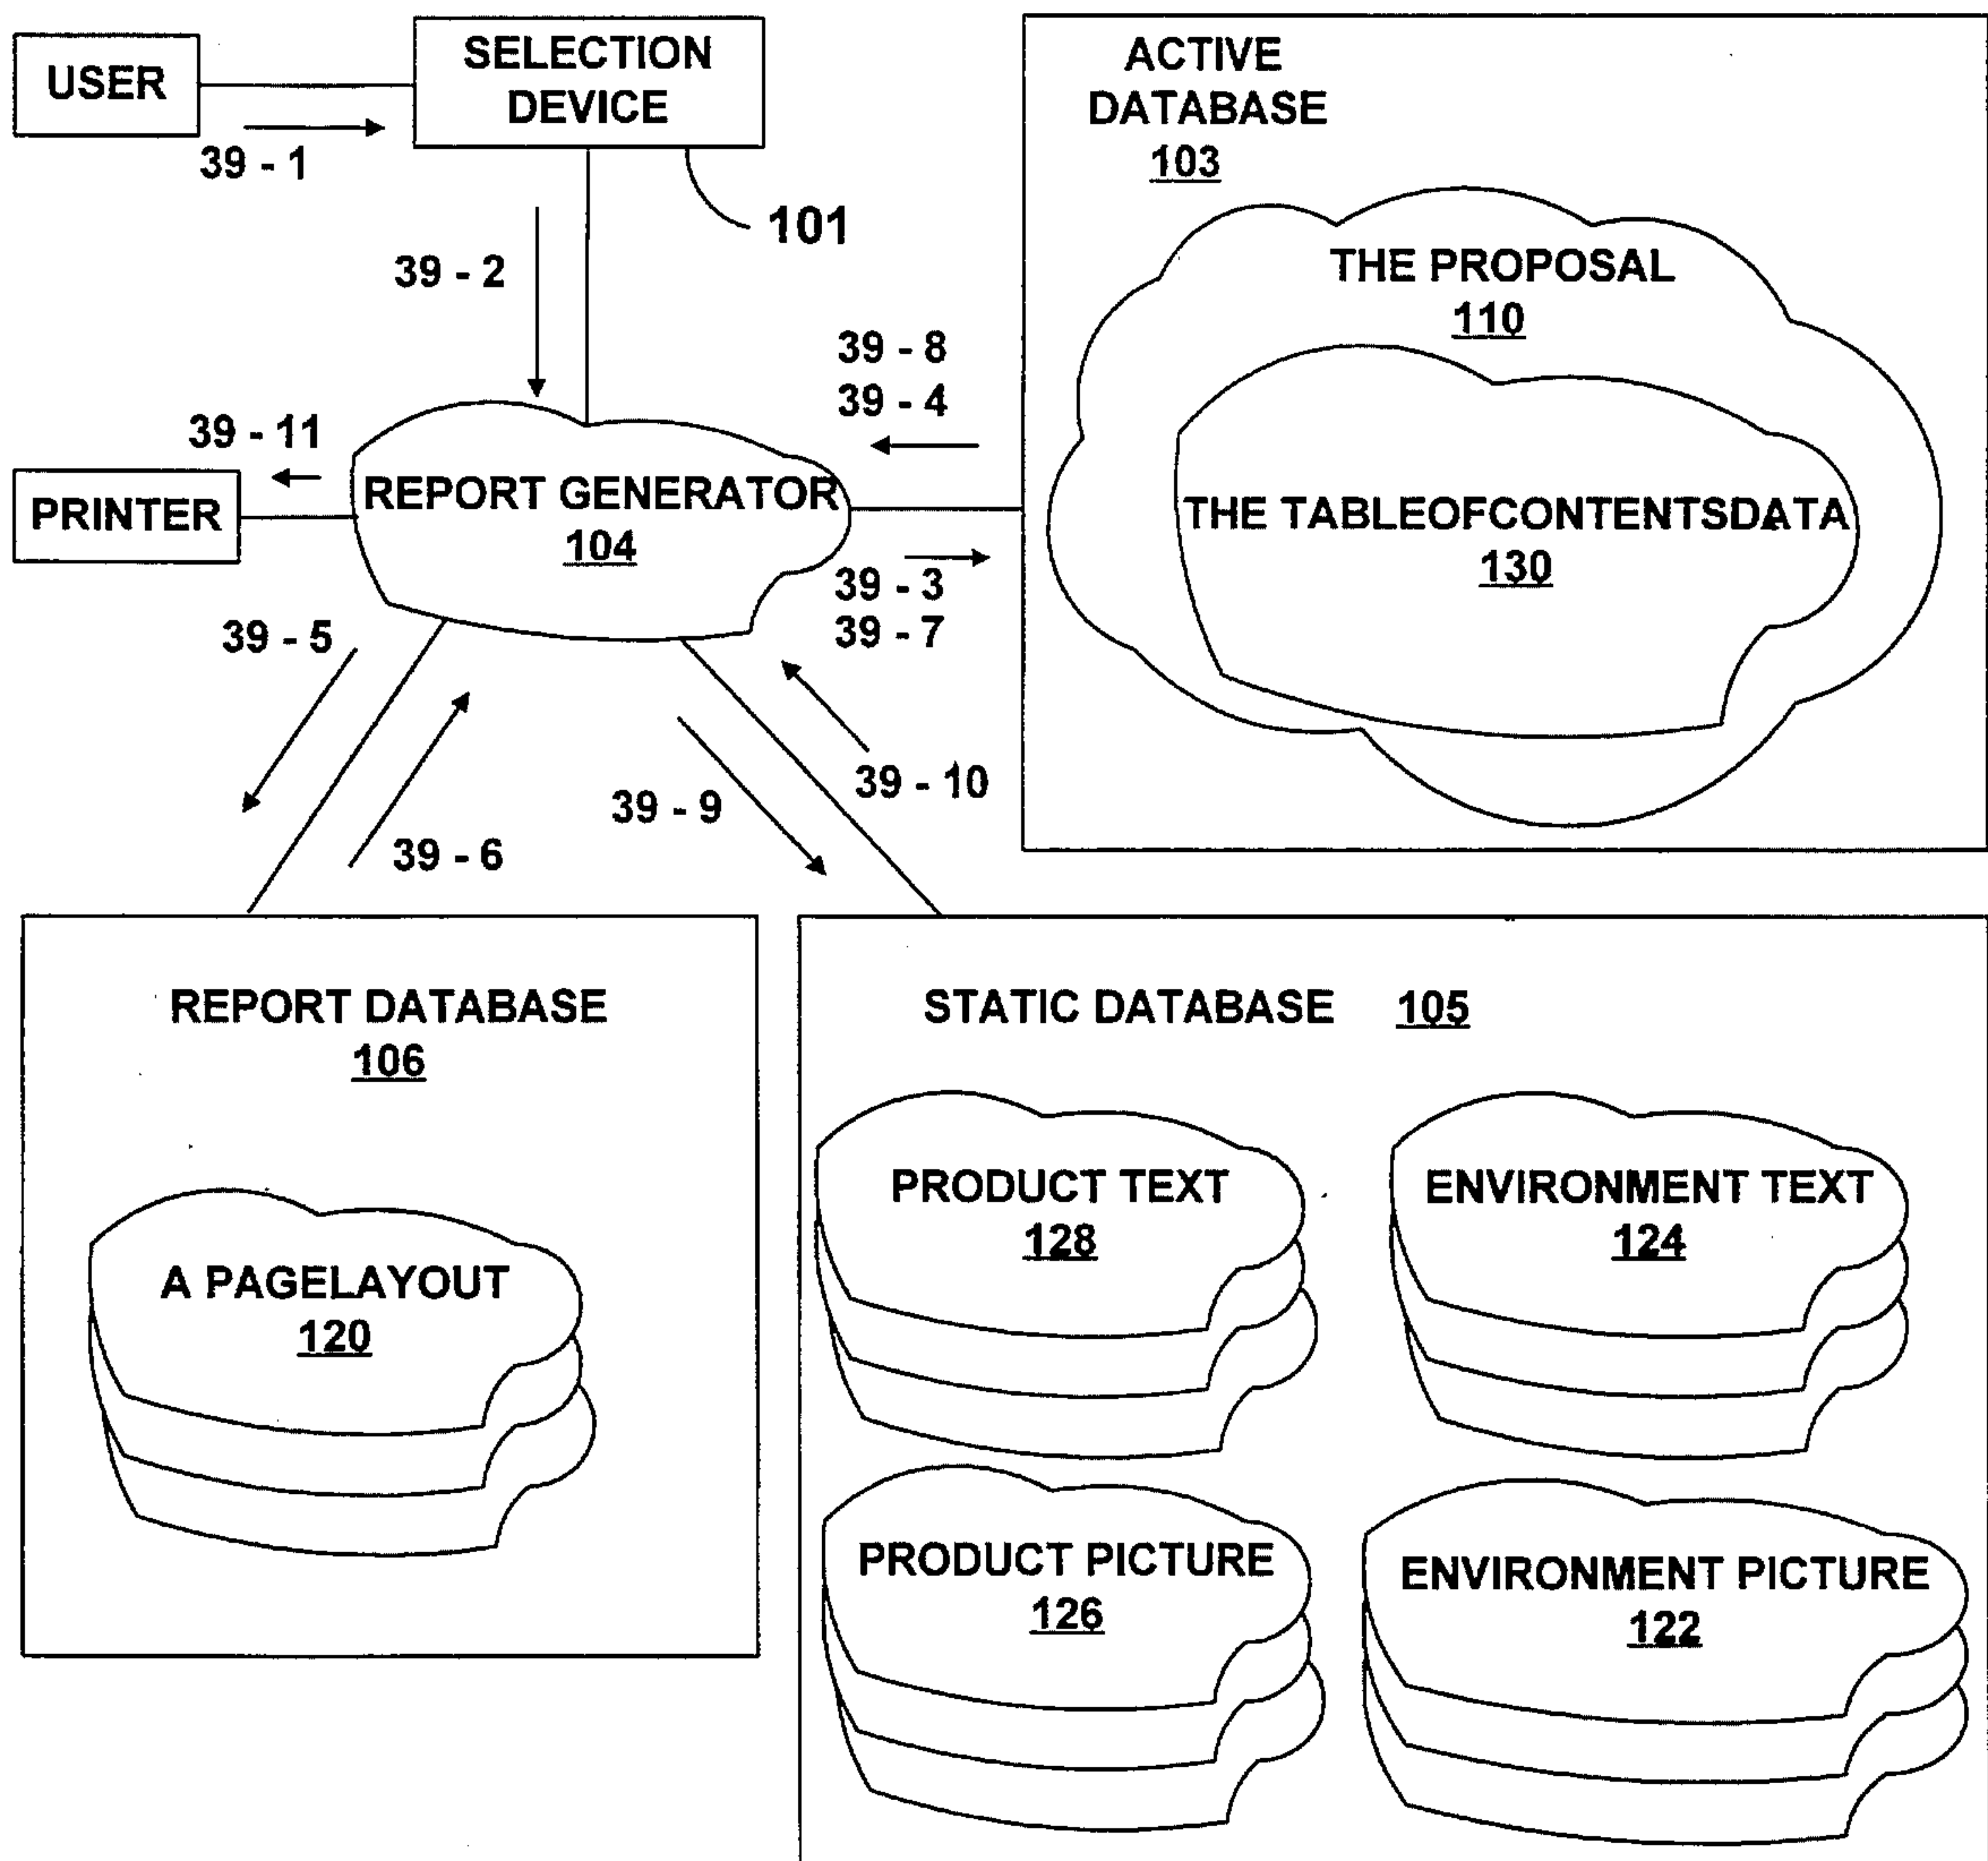 USER
SELECTION
DEVICE
39 - 1
101
39 - 2
ACTIVE
DATABASE
103
THE PROPOSAL
110
THE TABLEOFCONTENTSDATA
130
39 - 8
39 - 4
39 - 11
PRINTER
REPORT GENERATOR
104
39 - 3
39 - 7
39 - 5
39 - 6
39 - 9
39 - 10
REPORT DATABASE
106
A PAGELAYOUT
120
STATIC DATABASE 105
PRODUCT TEXT
128
ENVIRONMENT TEXT
124
PRODUCT PICTURE
126
ENVIRONMENT PICTURE
122